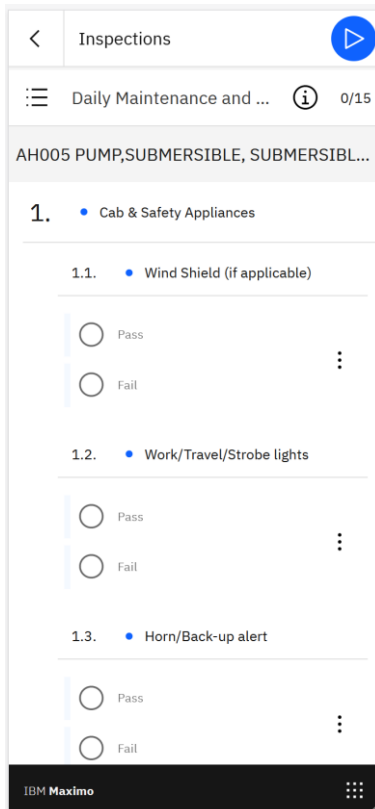 Inspections
Daily Maintenance and ... 0/15
AH005 PUMP,SUBMERSIBLE, SUBMERSIBL...
1. Cab & Safety Appliances
1.1. Wind Shield (if applicable)
Pass
Fail
1.2. Work/Travel/Strobe lights
Pass
Fail
1.3. Horn/Back-up alert
Pass
Fail
IBM Maximo